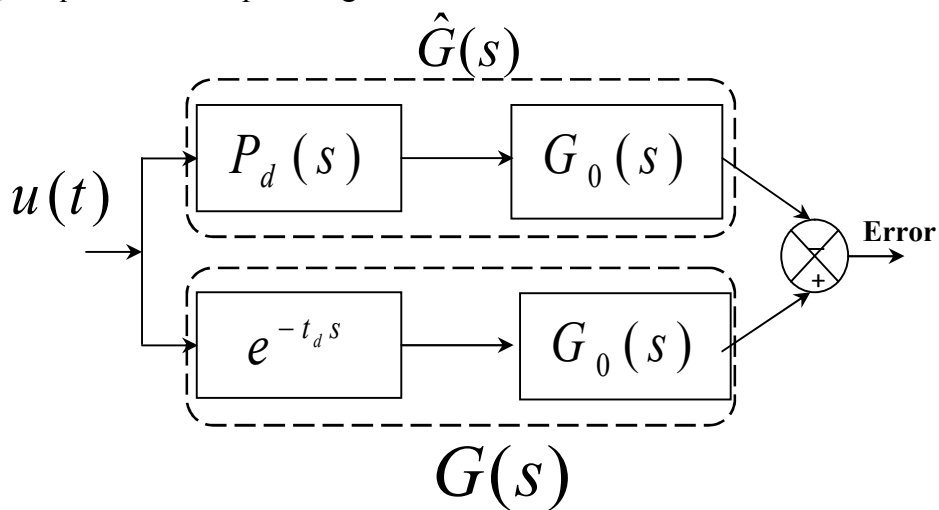 Ĝ(s)
P_d(s)
G_0(s)
u(t)
Error
−
+
e^{-t_d s}
G_0(s)
G(s)